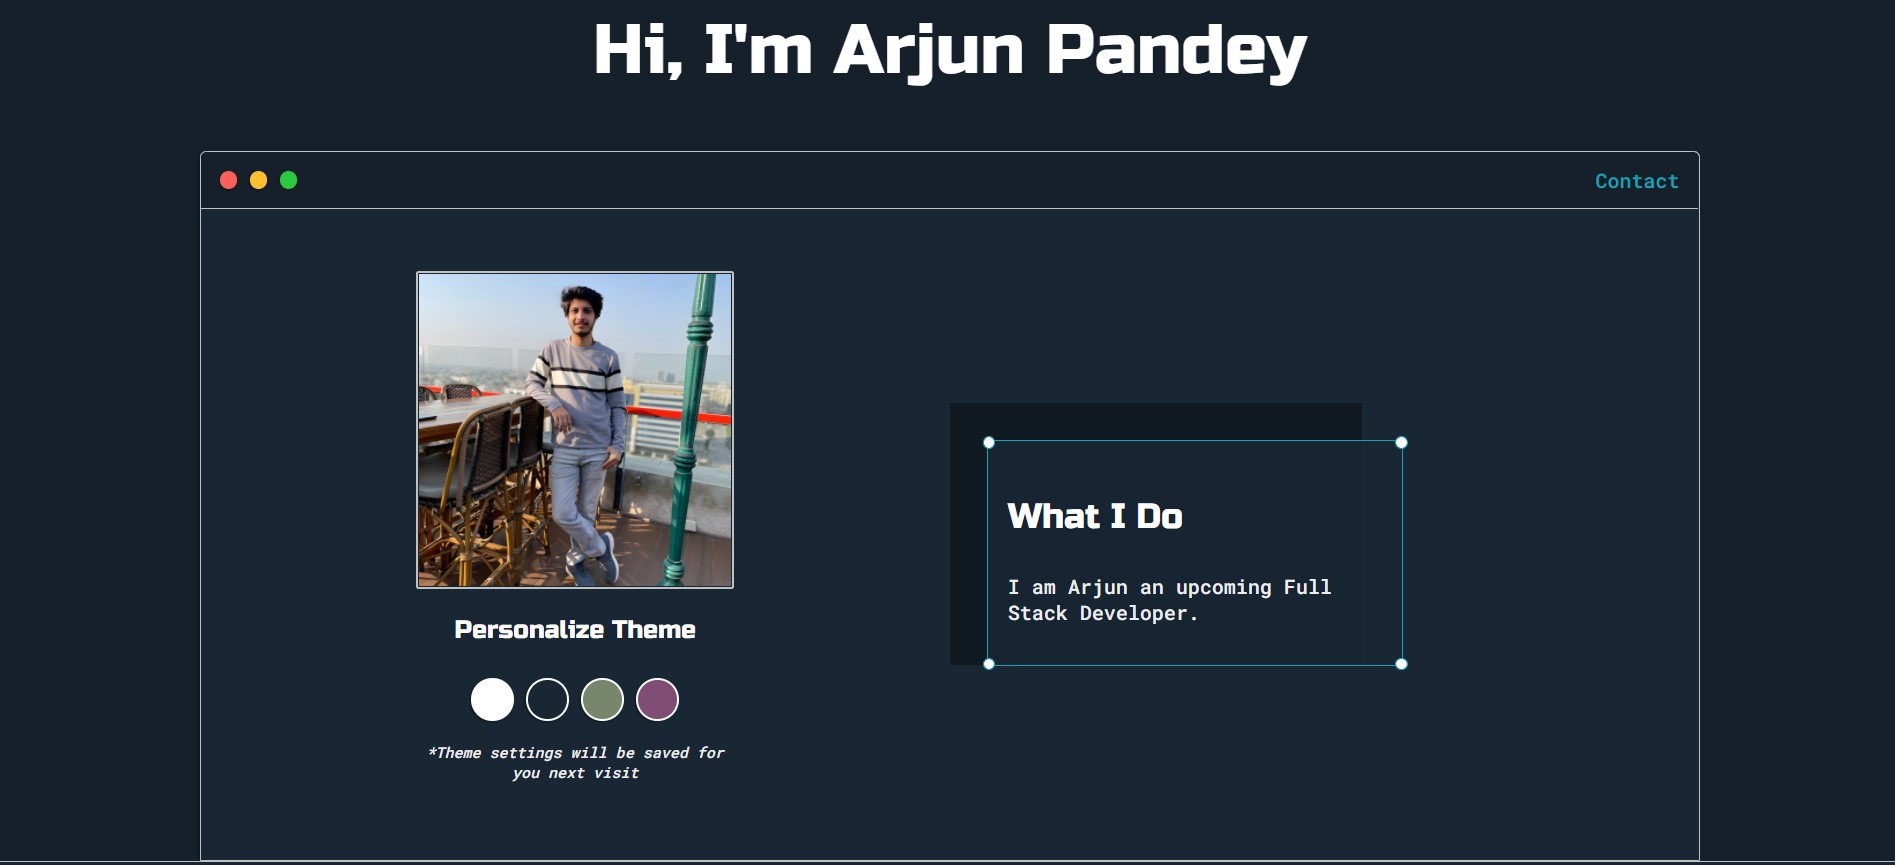 Hi, I'm Arjun Pandey
Contact
Personalize Theme
*Theme settings will be saved for
you next visit
What I Do
I am Arjun an upcoming Full
Stack Developer.